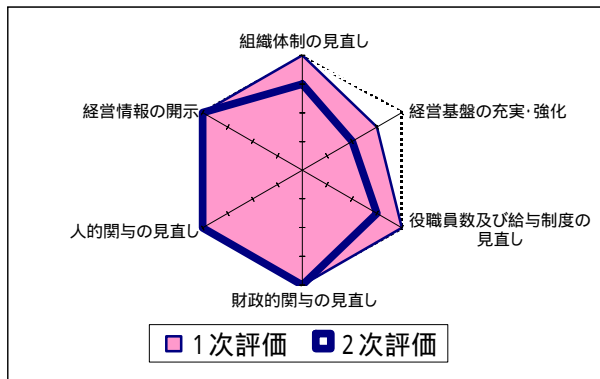 組織体制の見直し
経営情報の開示
経営基盤の充実・強化
人的関与の見直し
役職員数及び給与制度の
見直し
財政的関与の見直し
1次評価 2次評価